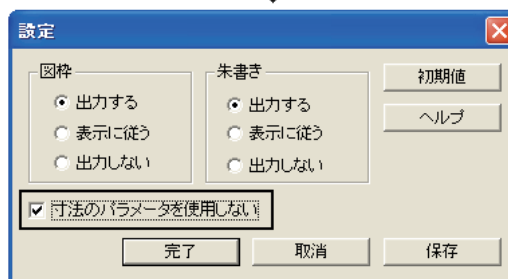 設定
図枠
出力する
表示に従う
出力しない
朱書き
出力する
表示に従う
出力しない
初期値
ヘルプ
寸法のパラメータを使用しない
完了
取消
保存